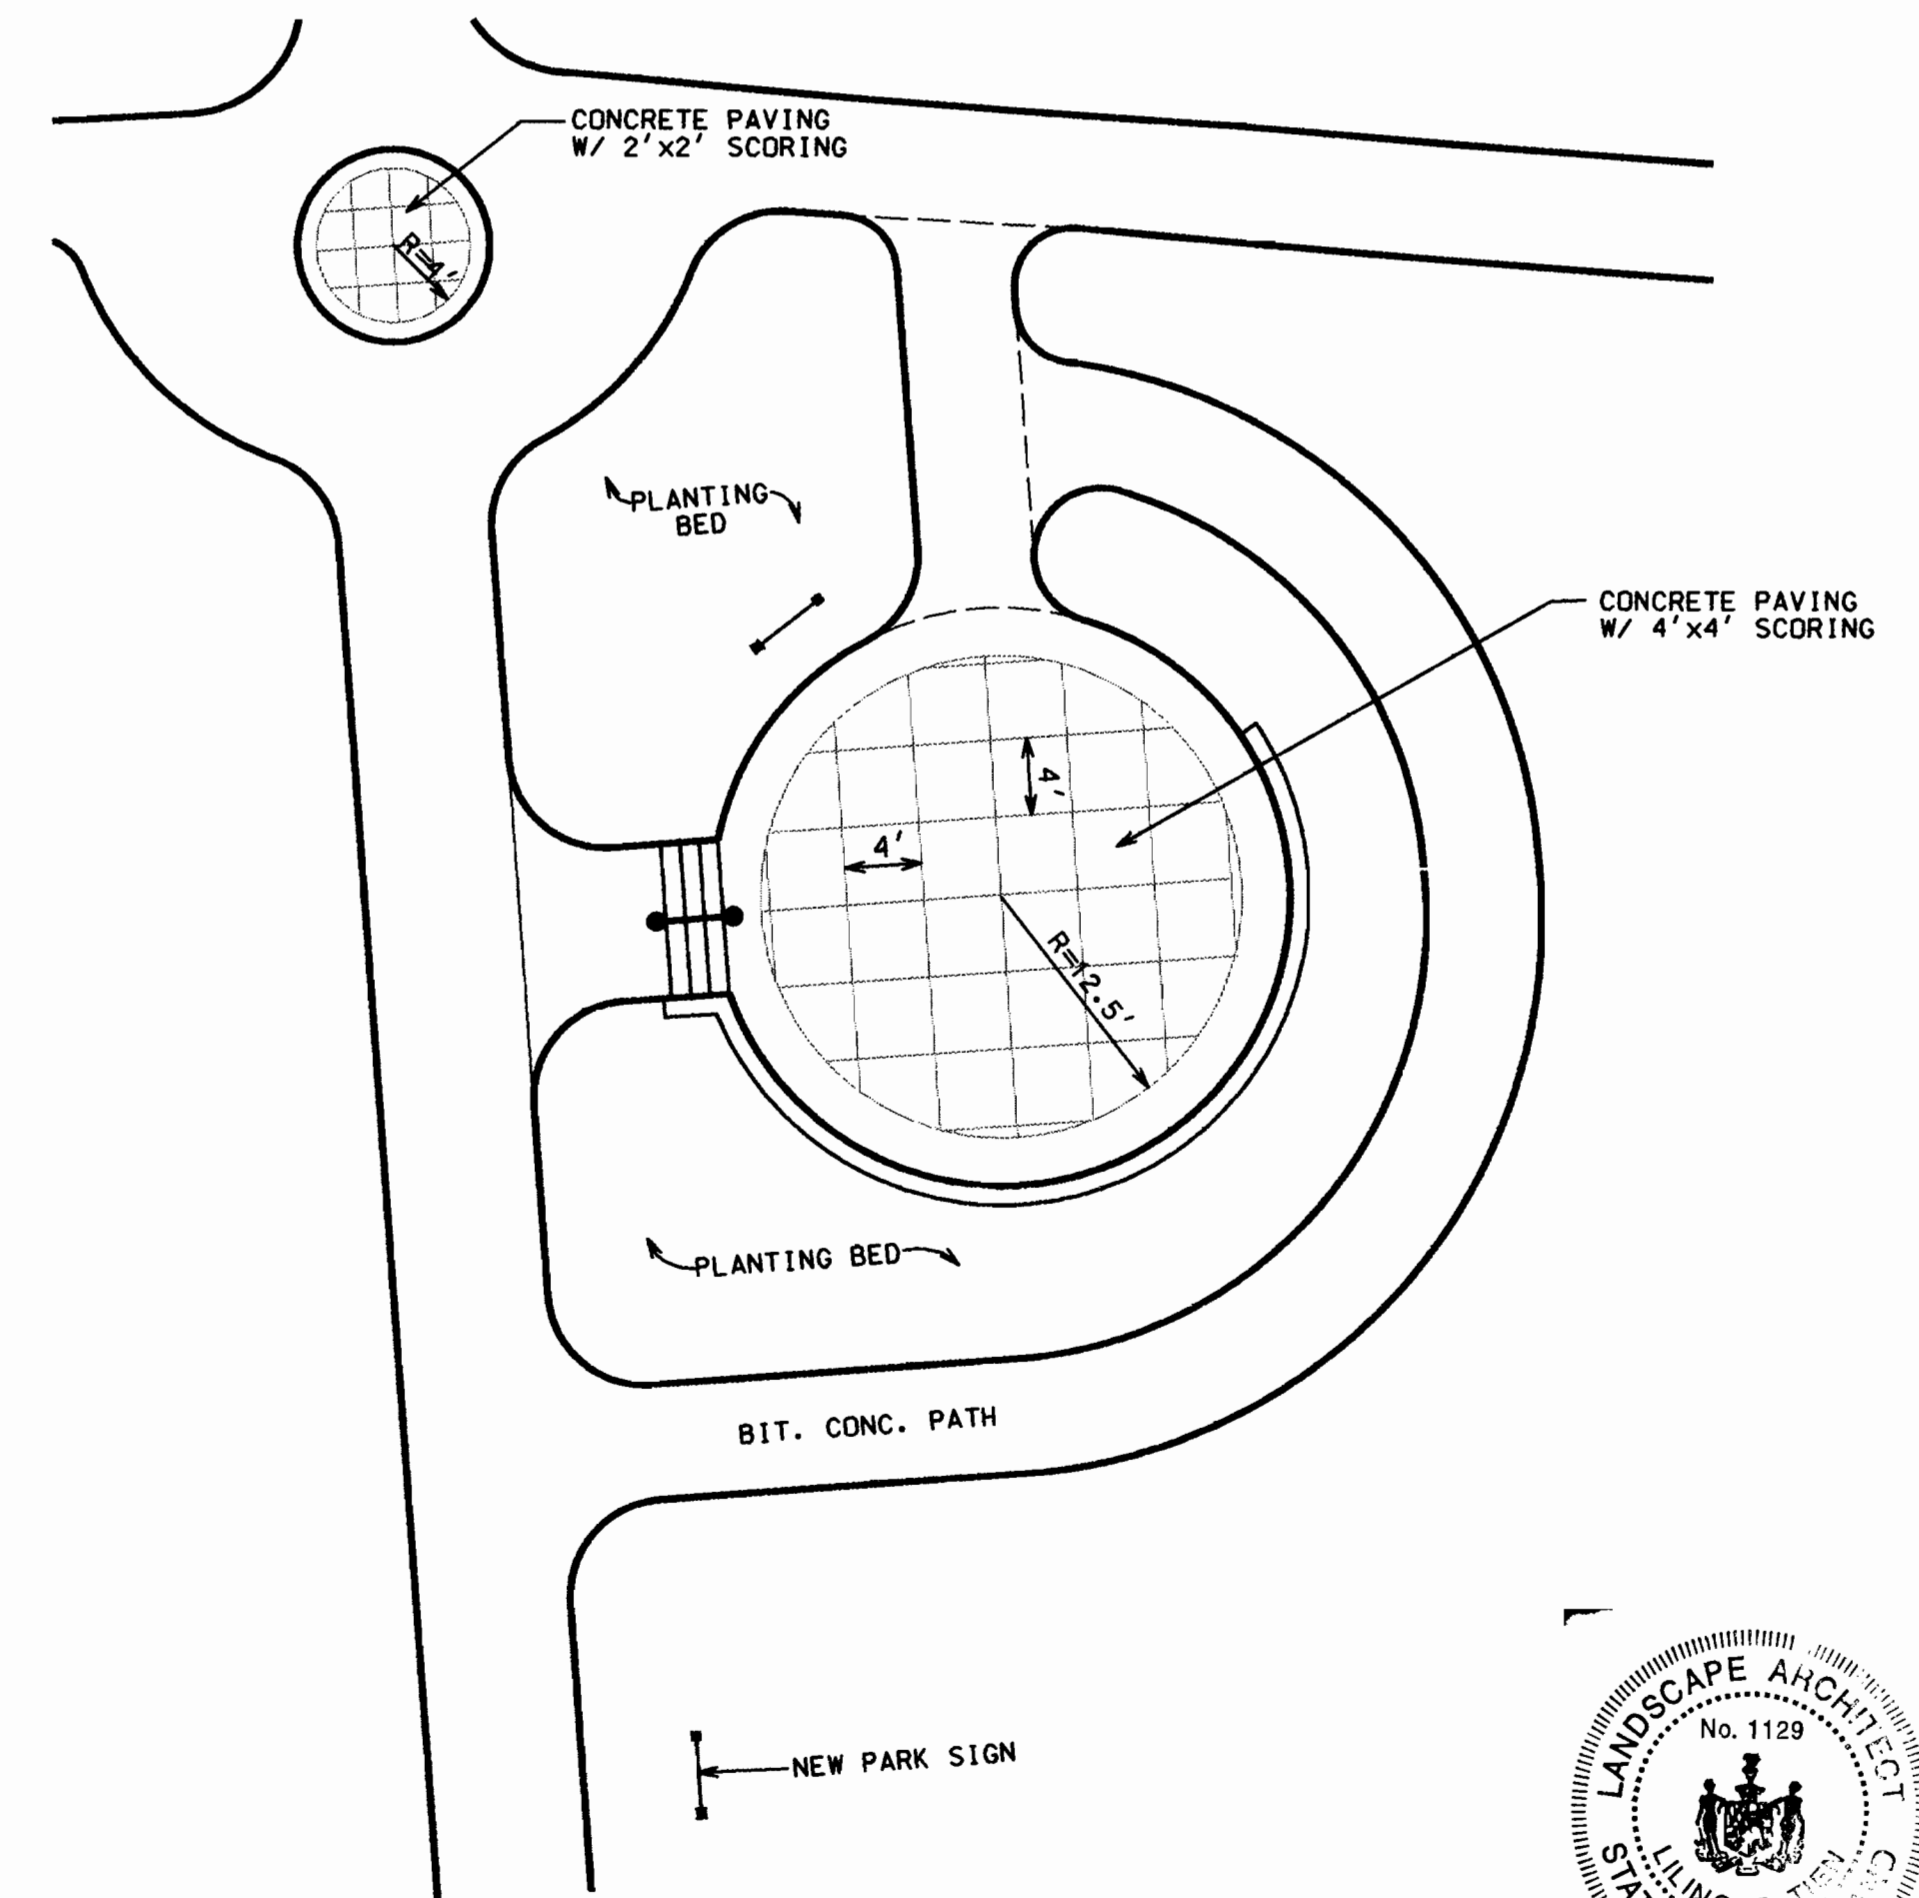 CONCRETE PAVING
W/ 2'x2' SCORING
R=4'
PLANTING
BED
CONCRETE PAVING
W/ 4'x4' SCORING
4'
4'
R=12.5'
PLANTING BED
BIT. CONC. PATH
NEW PARK SIGN
LANDSCAPE ARCHITECT
No. 1129